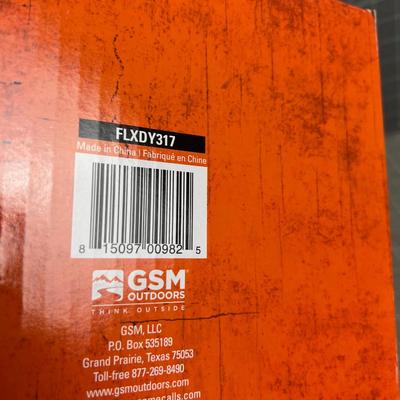 FLXDY317
Made in China | Fabriqué en Chine
8 15097 00982 5
GSM
OUTDOORS
THINK OUTSIDE
GSM, LLC
P.O. Box 535189
Grand Prairie, Texas 75053
Toll-free 877-269-8490
www.gsmoutdoors.com